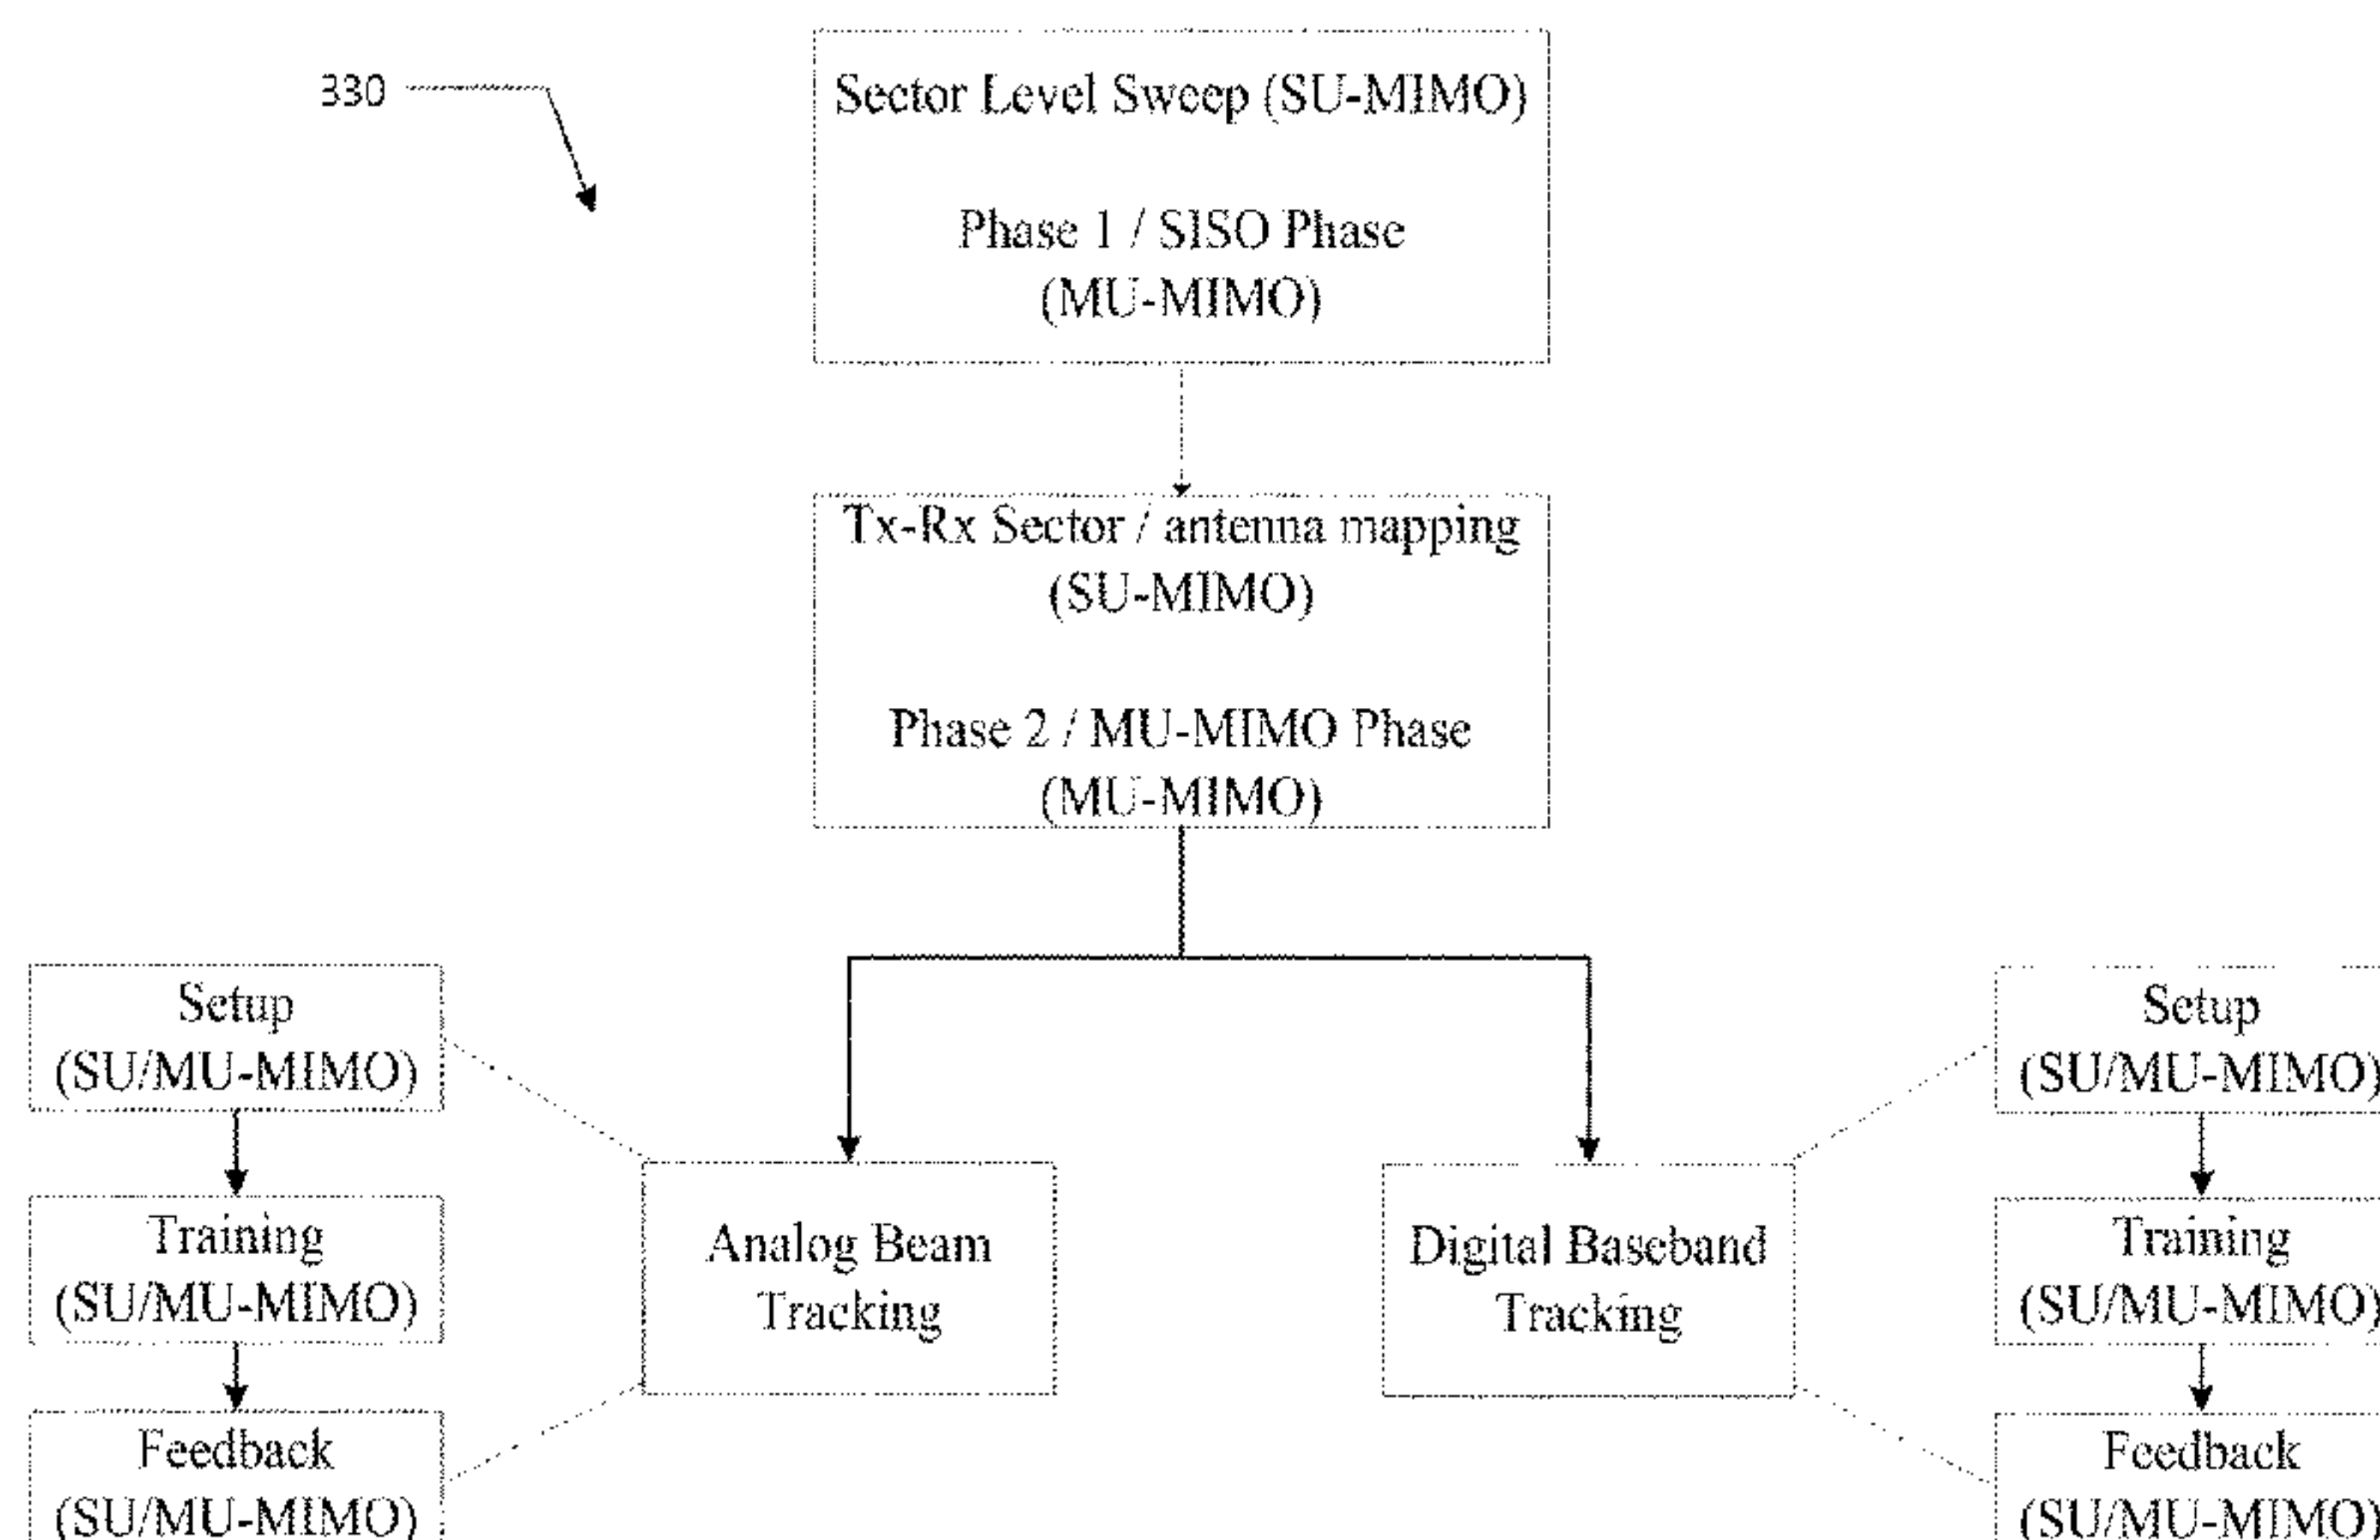 330
Sector Level Sweep (SU-MIMO)
Phase 1 / SISO Phase
(MU-MIMO)
Tx-Rx Sector / antenna mapping
(SU-MIMO)
Phase 2 / MU-MIMO Phase
(MU-MIMO)
Setup
(SU/MU-MIMO)
Training
(SU/MU-MIMO)
Feedback
(SU/MU-MIMO)
Analog Beam
Tracking
Digital Baseband
Tracking
Setup
(SU/MU-MIMO)
Training
(SU/MU-MIMO)
Feedback
(SU/MU-MIMO)